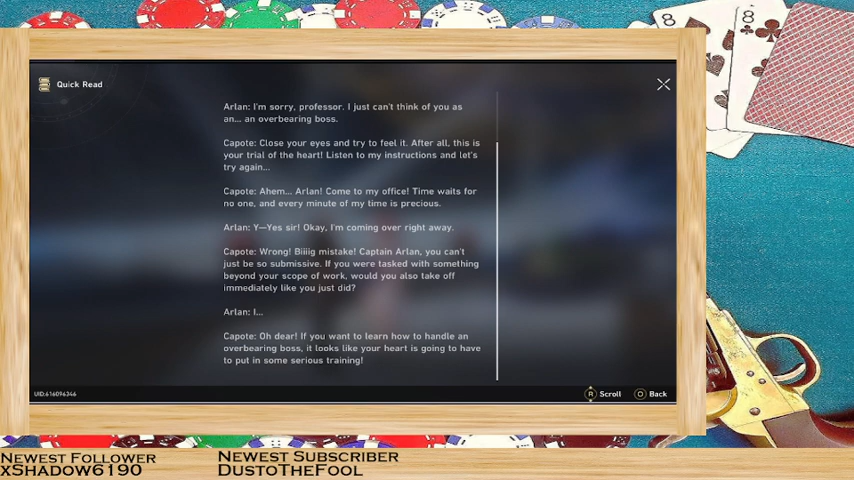 Quick Read
Arlan: I'm sorry, professor. I just can't think of you as
an... an overbearing boss.
Capote: Close your eyes and try to feel it. After all, this is
your trial of the heart! Listen to my instructions and let's
try again...
Capote: Ahem... Arlan! Come to my office! Time waits for
no one, and every minute of my time is precious.
Arlan: Y—Yes sir! Okay, I'm coming over right away.
Capote: Wrong! Biiiig mistake! Captain Arlan, you can't
just be so submissive. If you were tasked with something
beyond your scope of work, would you also take off
immediately like you just did?
Arlan: I...
Capote: Oh dear! If you want to learn how to handle an
overbearing boss, it looks like your heart is going to have
to put in some serious training!
UID:616096346
R Scroll
Back
8 8
Newest Follower
xShadow6190
Newest Subscriber
DustoTheFool